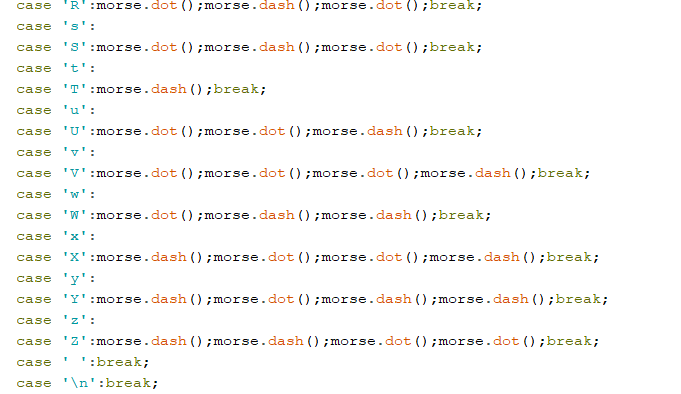 case 'R':morse.dot();morse.dash();morse.dot();break;
case 's':
case 'S':morse.dot();morse.dash();morse.dot();break;
case 't':
case 'T':morse.dash();break;
case 'u':
case 'U':morse.dot();morse.dot();morse.dash();break;
case 'v':
case 'V':morse.dot();morse.dot();morse.dot();morse.dash();break;
case 'w':
case 'W':morse.dot();morse.dash();morse.dash();break;
case 'x':
case 'X':morse.dash();morse.dot();morse.dot();morse.dash();break;
case 'y':
case 'Y':morse.dash();morse.dot();morse.dash();morse.dash();break;
case 'z':
case 'Z':morse.dash();morse.dash();morse.dot();morse.dot();break;
case ' ':break;
case '\n':break;